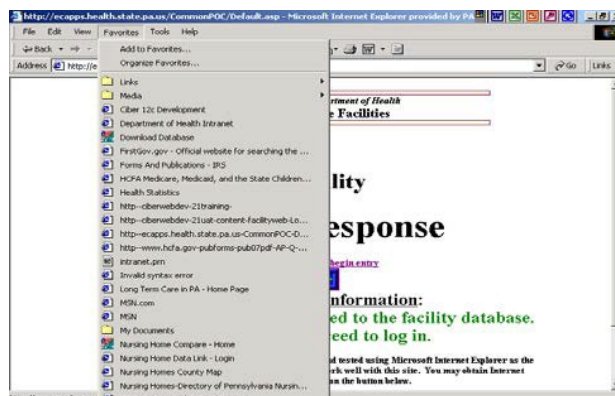 http://ecapps.health.state.pa.us/CommonPOC/Default.asp - Microsoft Internet Explorer provided by PA
File Edit View Favorites Tools Help
Back
Address http://e
Go Links
Add to Favorites...
Organize Favorites...
Links
Media
Ciber 12c Development
Department of Health Intranet
Download Database
FirstGov.gov - Official website for searching the ...
Forms And Publications - IRS
HCFA Medicare, Medicaid, and the State Children...
Health Statistics
http--ciberwebdev-21training-
http--ciberwebdev-21uat-content-facilityweb-Lo...
http--ecapps.health.state.pa.us-CommonPOC-D...
http--www.hcfa.gov-pubforms-pub07pdf-AP-Q-...
intranet.prn
Invalid syntax error
Long Term Care in PA - Home Page
MSN.com
MSN
My Documents
Nursing Home Compare - Home
Nursing Home Data Link - Login
Nursing Homes County Map
Nursing Homes-Directory of Pennsylvania Nursin...
rtment of Health
e Facilities
lity
esponse
begin entry
nformation:
ed to the facility database.
eed to log in.
d tested using Microsoft Internet Explorer as the
rk well with this site. You may obtain Internet
on the button below.